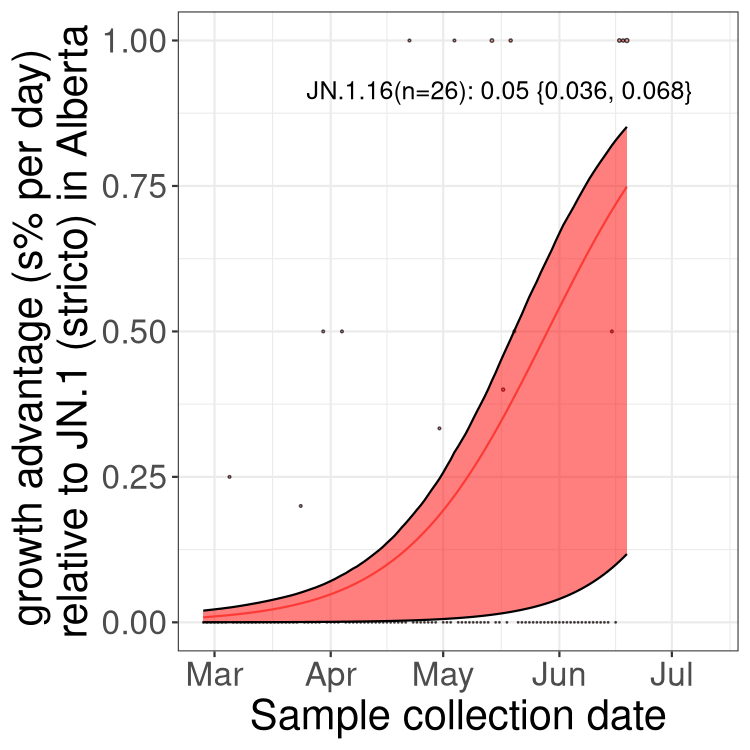 growth advantage (s% per day)
relative to JN.1 (stricto) in Alberta
1.00
0.75
0.50
0.25
0.00
JN.1.16(n=26): 0.05 {0.036, 0.068}
Mar Apr May Jun Jul
Sample collection date